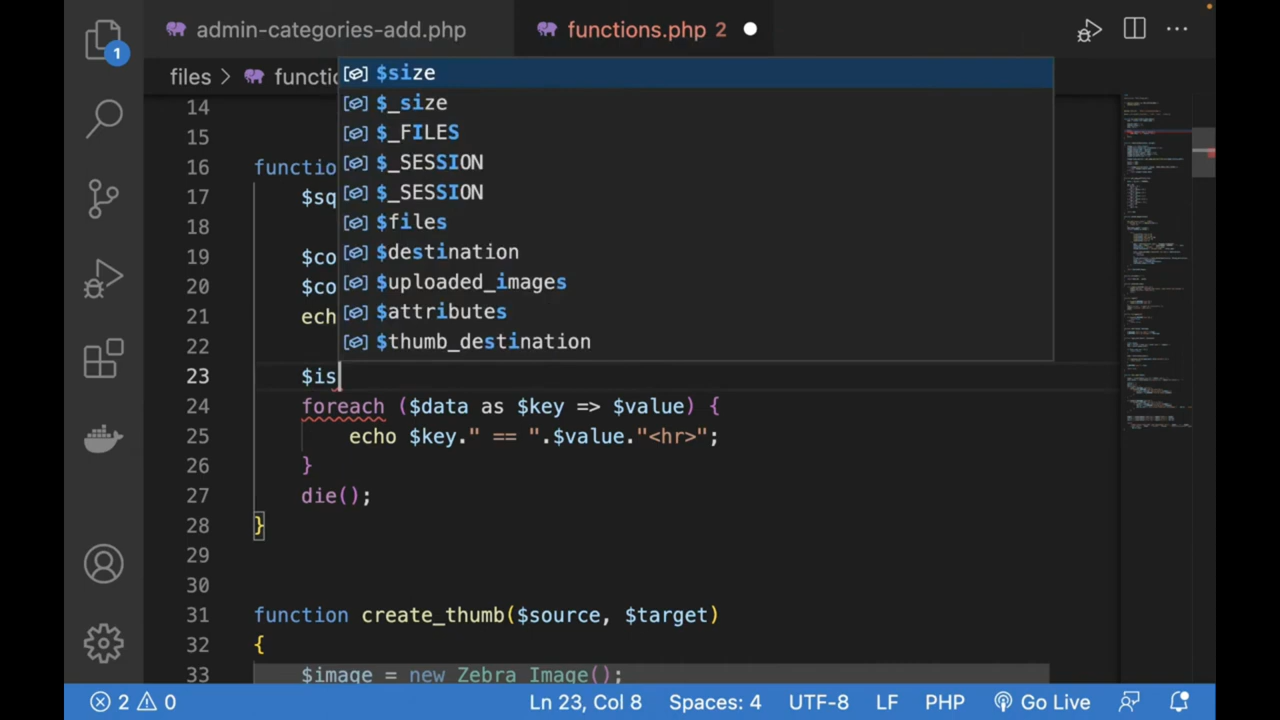 admin-categories-add.php
functions.php 2
1
files > functio
$size
$_size
$_FILES
$_SESSION
$_SESSION
$files
$destination
$uploaded_images
$attributes
$thumb_destination
14
15
16 functio
17 $sq
18
19 $co
20 $co
21 ech
22
23 $is
24 foreach ($data as $key => $value) {
25 echo $key." == ".$value."<hr>";
26 }
27 die();
28 }
29
30
31 function create_thumb($source, $target)
32 {
33 $image = new Zebra_Image();
2 0 Ln 23, Col 8 Spaces: 4 UTF-8 LF PHP Go Live